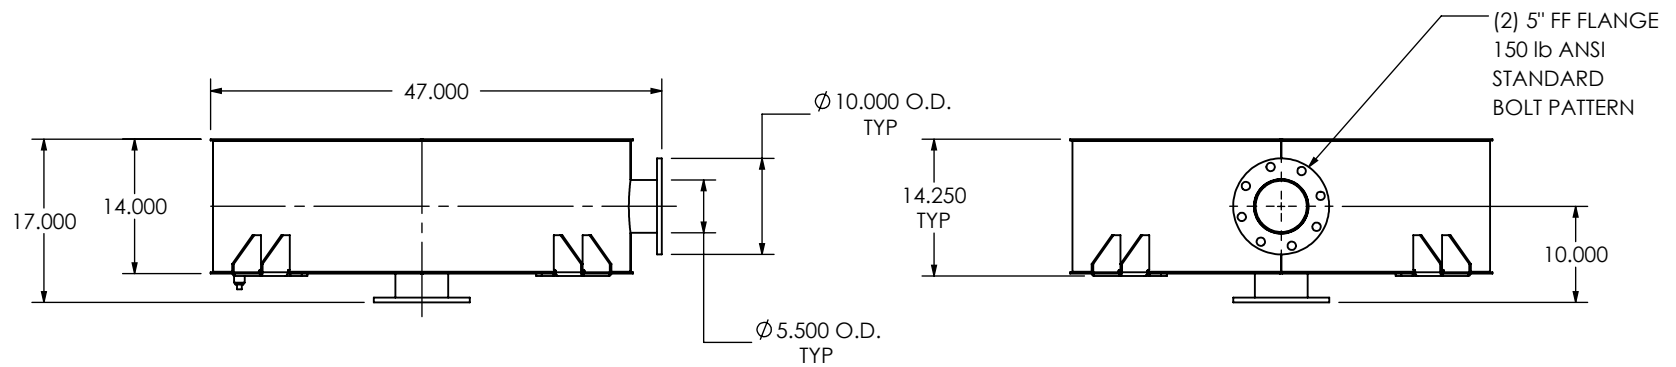 (2) 5" FF FLANGE
150 lb ANSI
STANDARD
BOLT PATTERN
47.000
Ø 10.000 O.D.
TYP
17.000
14.000
14.250
TYP
10.000
Ø 5.500 O.D.
TYP